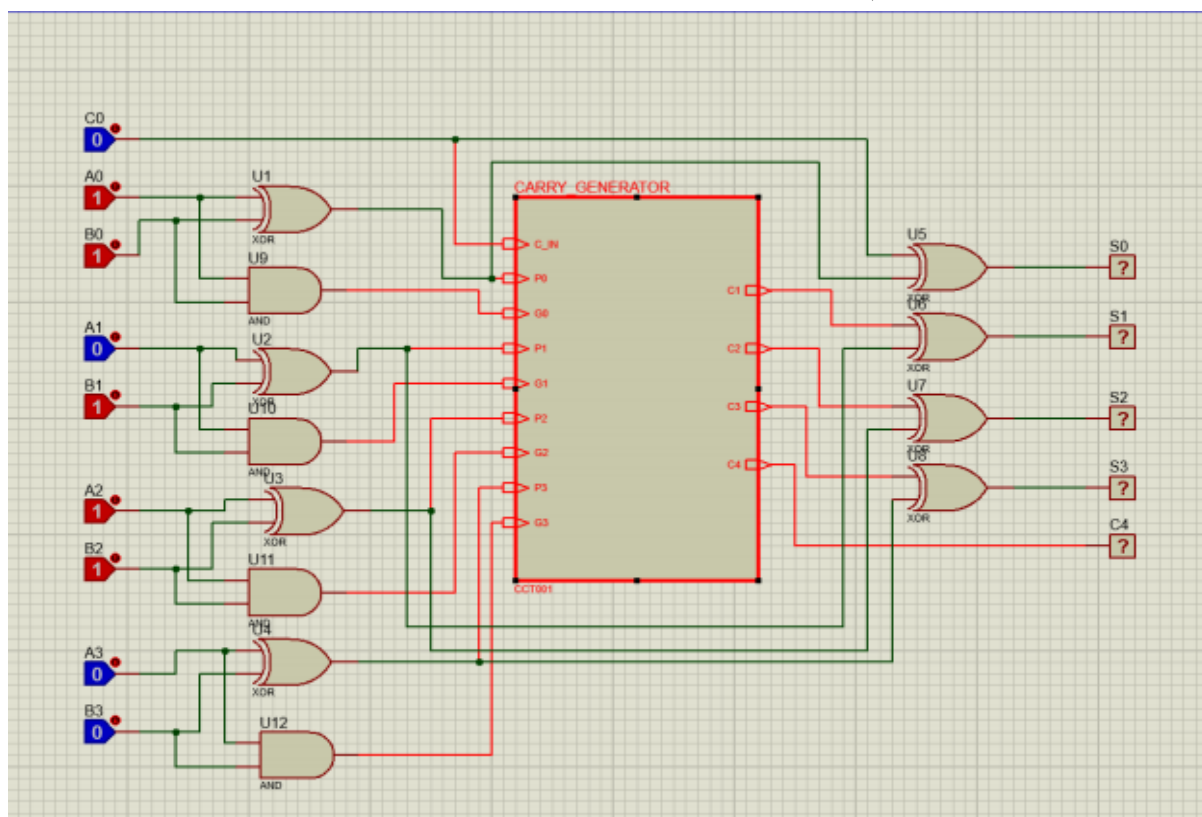 C0
0
A0
1
U1
XOR
B0
1
U9
AND
A1
0
U2
XOR
B1
1
U10
AND
A2
1
U3
XOR
B2
1
U11
AND
A3
0
U4
XOR
B3
0
U12
AND
CARRY_GENERATOR
C_IN
P0
G0
P1
G1
P2
G2
P3
G3
C1
C2
C3
C4
CCT001
U5
XOR
U6
XOR
U7
XOR
U8
XOR
S0
?
S1
?
S2
?
S3
?
C4
?